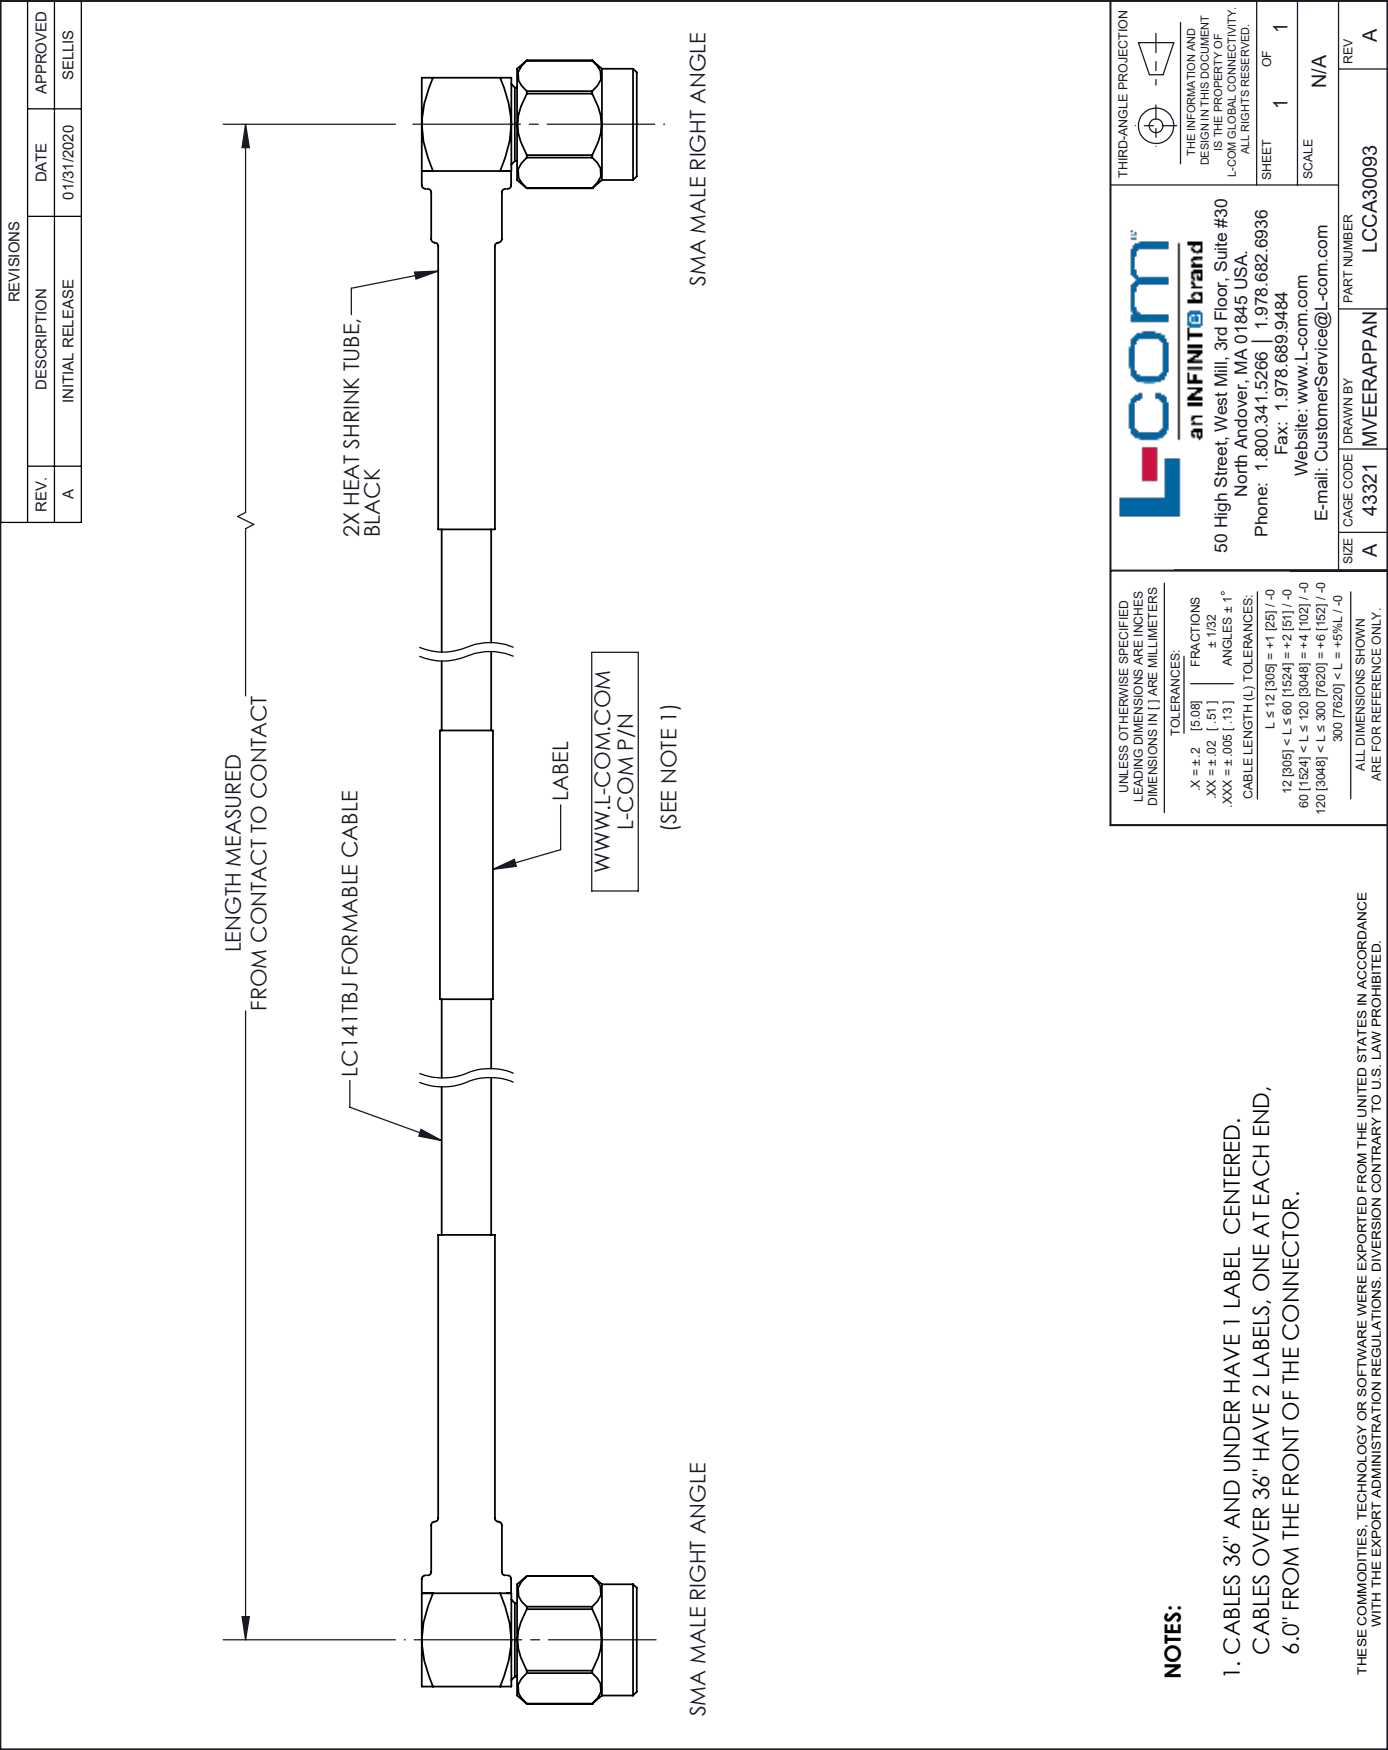 REVISIONS
REV. DESCRIPTION DATE APPROVED
A INITIAL RELEASE 01/31/2020 SELLIS
LENGTH MEASURED
FROM CONTACT TO CONTACT
LC141TBJ FORMABLE CABLE
2X HEAT SHRINK TUBE,
BLACK
LABEL
WWW.L-COM.COM
L-COM P/N
(SEE NOTE 1)
SMA MALE RIGHT ANGLE
SMA MALE RIGHT ANGLE
NOTES:
1. CABLES 36" AND UNDER HAVE 1 LABEL CENTERED.
CABLES OVER 36" HAVE 2 LABELS, ONE AT EACH END,
6.0" FROM THE FRONT OF THE CONNECTOR.
THESE COMMODITIES, TECHNOLOGY OR SOFTWARE WERE EXPORTED FROM THE UNITED STATES IN ACCORDANCE
WITH THE EXPORT ADMINISTRATION REGULATIONS. DIVERSION CONTRARY TO U.S. LAW PROHIBITED.
UNLESS OTHERWISE SPECIFIED
LEADING DIMENSIONS ARE INCHES
DIMENSIONS IN [ ] ARE MILLIMETERS
TOLERANCES:
.X = ±.2 [5.08] FRACTIONS
.XX = ±.02 [ .51] ± 1/32
.XXX = ±.005 [ .13 ] ANGLES ± 1°
CABLE LENGTH (L) TOLERANCES:
L ≤ 12 [305] = +1 [25] / -0
12 [305] < L ≤ 60 [1524] = +2 [51] / -0
60 [1524] < L ≤ 120 [3048] = +4 [102] / -0
120 [3048] < L ≤ 300 [7620] = +6 [152] / -0
300 [7620] < L = +5%L / -0
ALL DIMENSIONS SHOWN
ARE FOR REFERENCE ONLY.
L-com
an INFINIT@ brand
50 High Street, West Mill, 3rd Floor, Suite #30
North Andover, MA 01845 USA.
Phone: 1.800.341.5266 | 1.978.682.6936
Fax: 1.978.689.9484
Website: www.L-com.com
E-mail: CustomerService@L-com.com
THIRD-ANGLE PROJECTION
THE INFORMATION AND
DESIGN IN THIS DOCUMENT
IS THE PROPERTY OF
L-COM GLOBAL CONNECTIVITY.
ALL RIGHTS RESERVED.
SHEET 1 OF 1
SCALE N/A
SIZE A
CAGE CODE 43321
DRAWN BY MVEERAPPAN
PART NUMBER LCCA30093
REV A